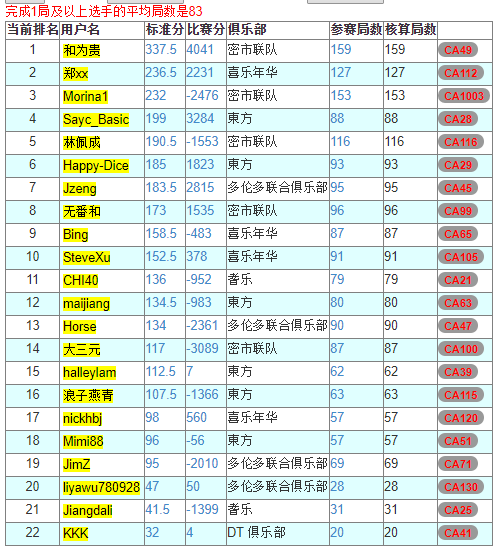 完成1局及以上选手的平均局数是83
当前排名 用户名 标准分 比赛分 俱乐部 参赛局数 核算局数
1 和为贵 337.5 4041 密市联队 159 159 CA49
2 郑xx 236.5 2231 喜乐年华 127 127 CA112
3 Morina1 232 -2476 密市联队 153 153 CA1003
4 Sayc_Basic 199 3284 東方 88 88 CA28
5 林佩成 190.5 -1553 密市联队 116 116 CA116
6 Happy-Dice 185 1823 東方 93 93 CA29
7 Jzeng 183.5 2815 多伦多联合俱乐部 95 95 CA45
8 无番和 173 1535 密市联队 96 96 CA99
9 Bing 158.5 -483 喜乐年华 87 87 CA65
10 SteveXu 152.5 378 喜乐年华 91 91 CA105
11 CHI40 136 -952 耆乐 79 79 CA21
12 maijiang 134.5 -983 東方 80 80 CA63
13 Horse 134 -2361 多伦多联合俱乐部 90 90 CA47
14 大三元 117 -3089 密市联队 87 87 CA100
15 halleylam 112.5 7 東方 62 62 CA39
16 浪子燕青 107.5 -1366 東方 63 63 CA115
17 nickhbj 98 560 喜乐年华 57 57 CA120
18 Mimi88 96 -56 東方 57 57 CA51
19 JimZ 95 -2010 多伦多联合俱乐部 69 69 CA71
20 liyawu780928 47 50 多伦多联合俱乐部 28 28 CA130
21 Jiangdali 41.5 -1399 耆乐 31 31 CA25
22 KKK 32 4 DT 俱乐部 20 20 CA41